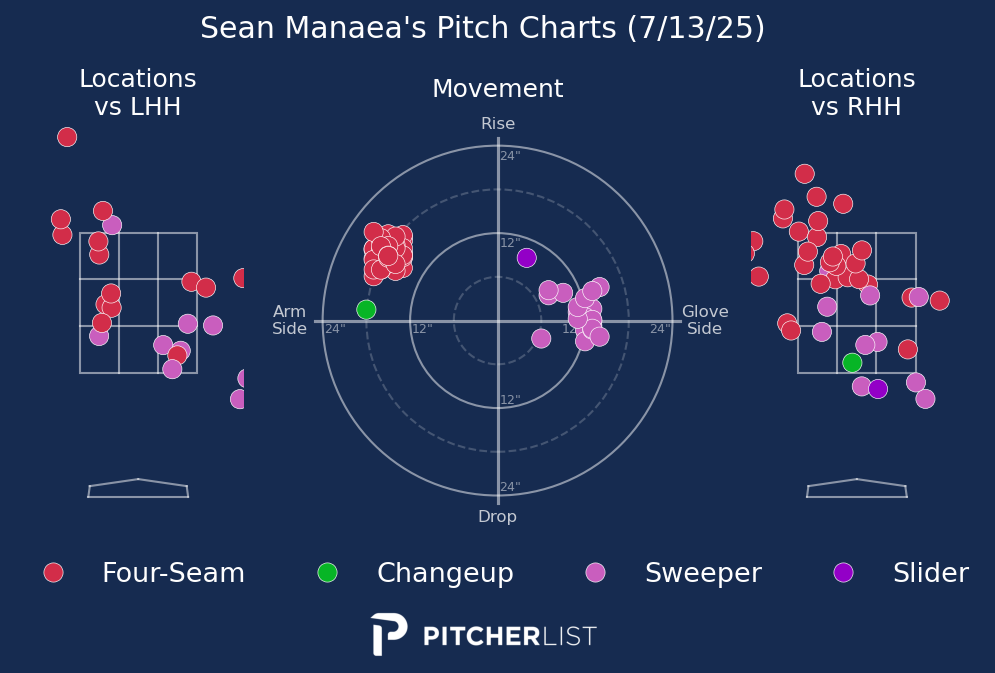 Sean Manaea's Pitch Charts (7/13/25)
Locations
vs LHH
Movement
Locations
vs RHH
Rise
24"
12"
Arm
Side
24"
12"
12"
24"
Glove
Side
12"
24"
Drop
Four-Seam
Changeup
Sweeper
Slider
PITCHERLIST